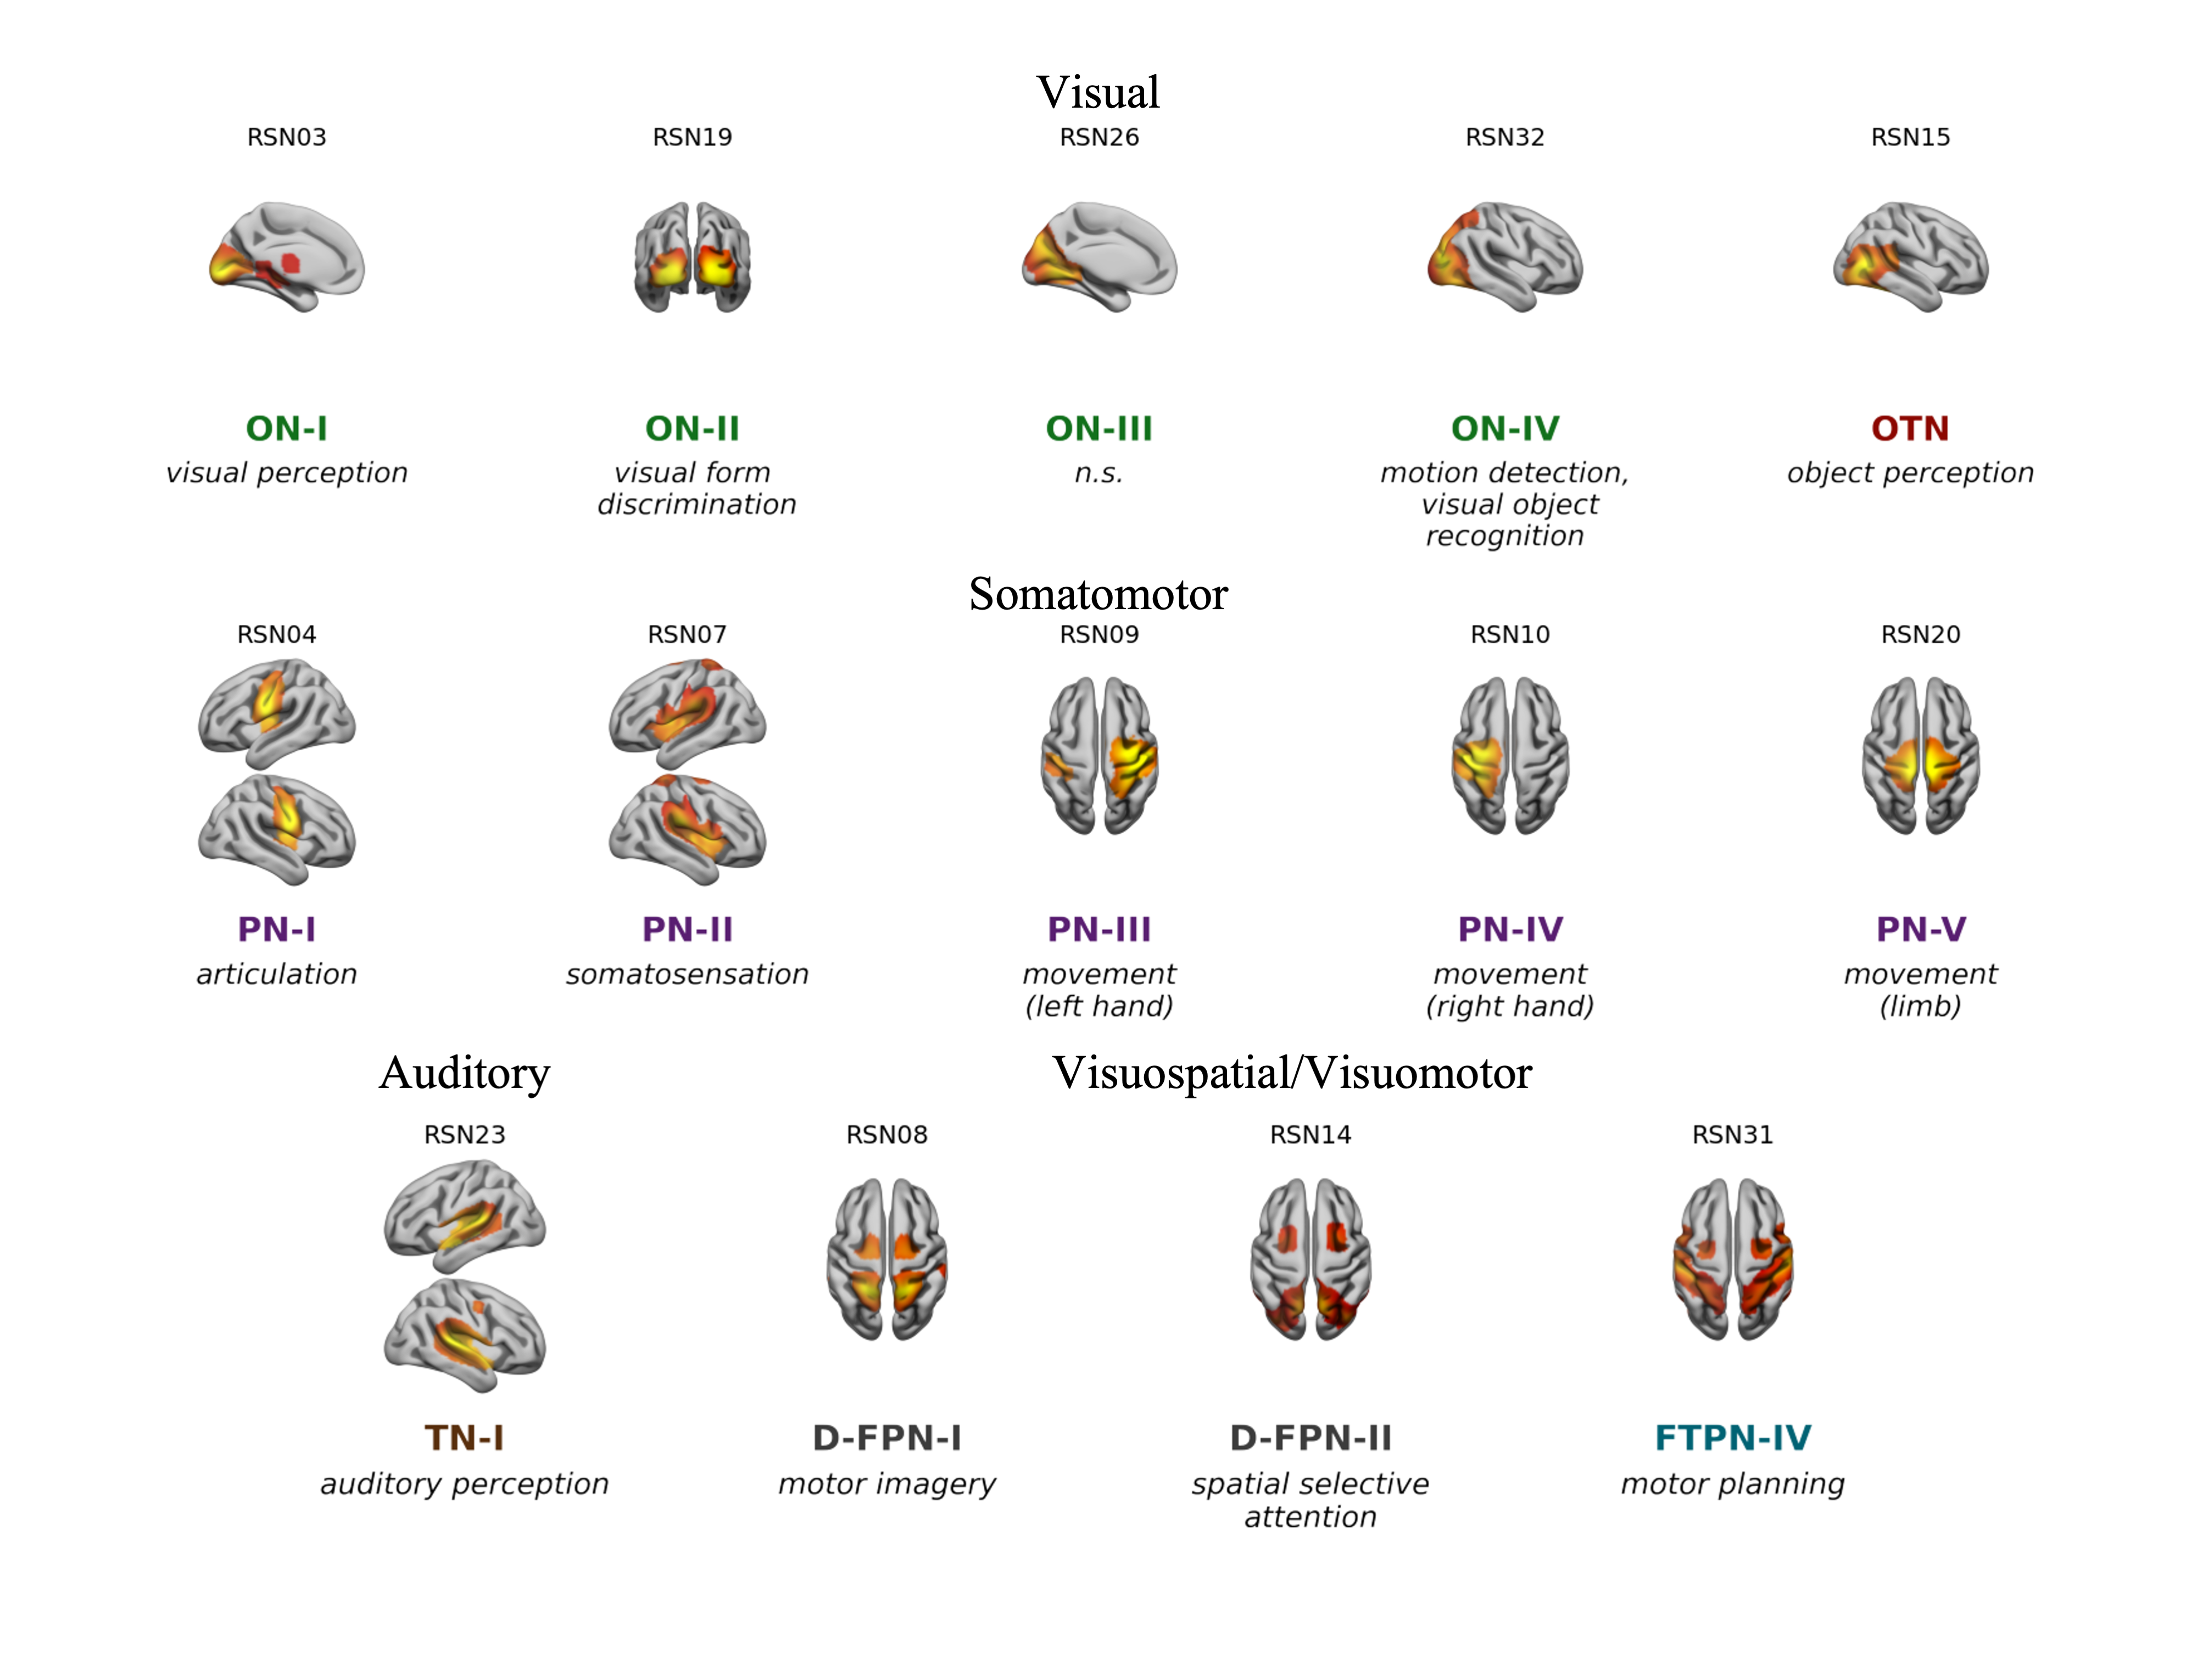 Visual
RSN03 RSN19 RSN26 RSN32 RSN15
ON-I ON-II ON-III ON-IV OTN
visual perception
visual form
discrimination
n.s.
motion detection,
visual object
recognition
object perception
Somatomotor
RSN04 RSN07 RSN09 RSN10 RSN20
PN-I PN-II PN-III PN-IV PN-V
articulation
somatosensation
movement
(left hand)
movement
(right hand)
movement
(limb)
Auditory
Visuospatial/Visuomotor
RSN23 RSN08 RSN14 RSN31
TN-I D-FPN-I D-FPN-II FTPN-IV
auditory perception
motor imagery
spatial selective
attention
motor planning